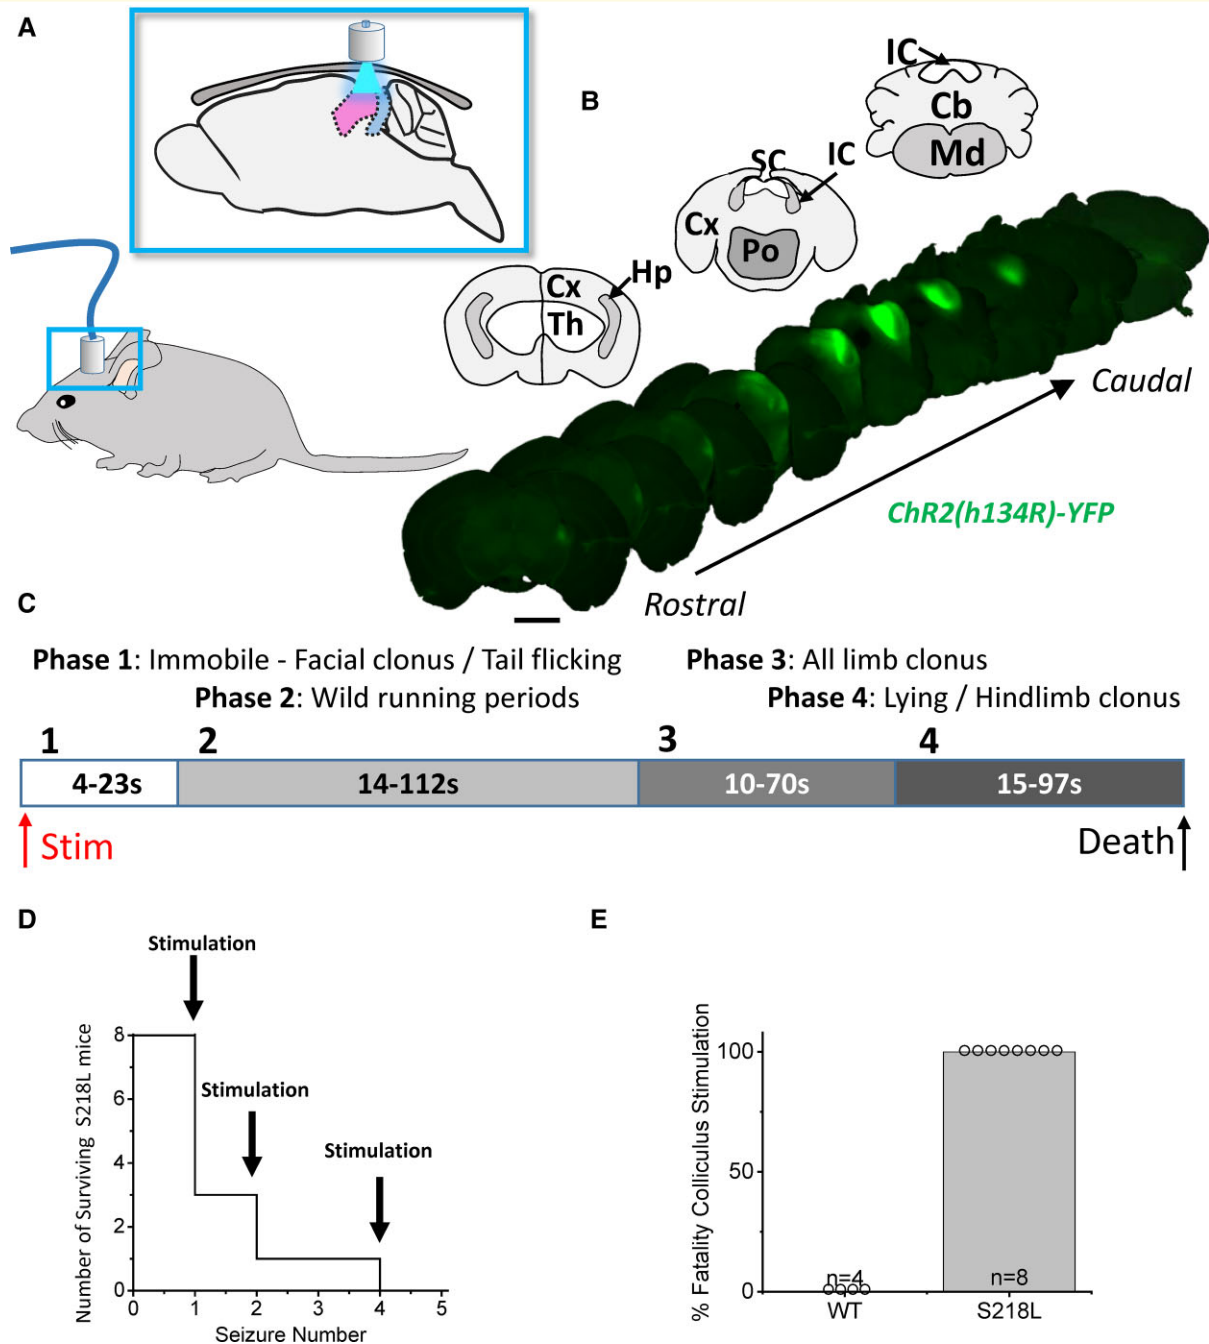 A
B
IC
Cb
Md
SC
IC
Cx
Po
Hp
Cx
Th
Caudal
ChR2(h134R)-YFP
Rostral
C
Phase 1: Immobile - Facial clonus / Tail flicking
Phase 3: All limb clonus
Phase 2: Wild running periods
Phase 4: Lying / Hindlimb clonus
1 2 3 4
4-23s 14-112s 10-70s 15-97s
Stim
Death
D
Stimulation
Stimulation
Stimulation
Number of Surviving S218L mice
8
6
4
2
0
0 1 2 3 4 5
Seizure Number
E
% Fatality Colliculus Stimulation
100
50
0
n=4
n=8
WT S218L